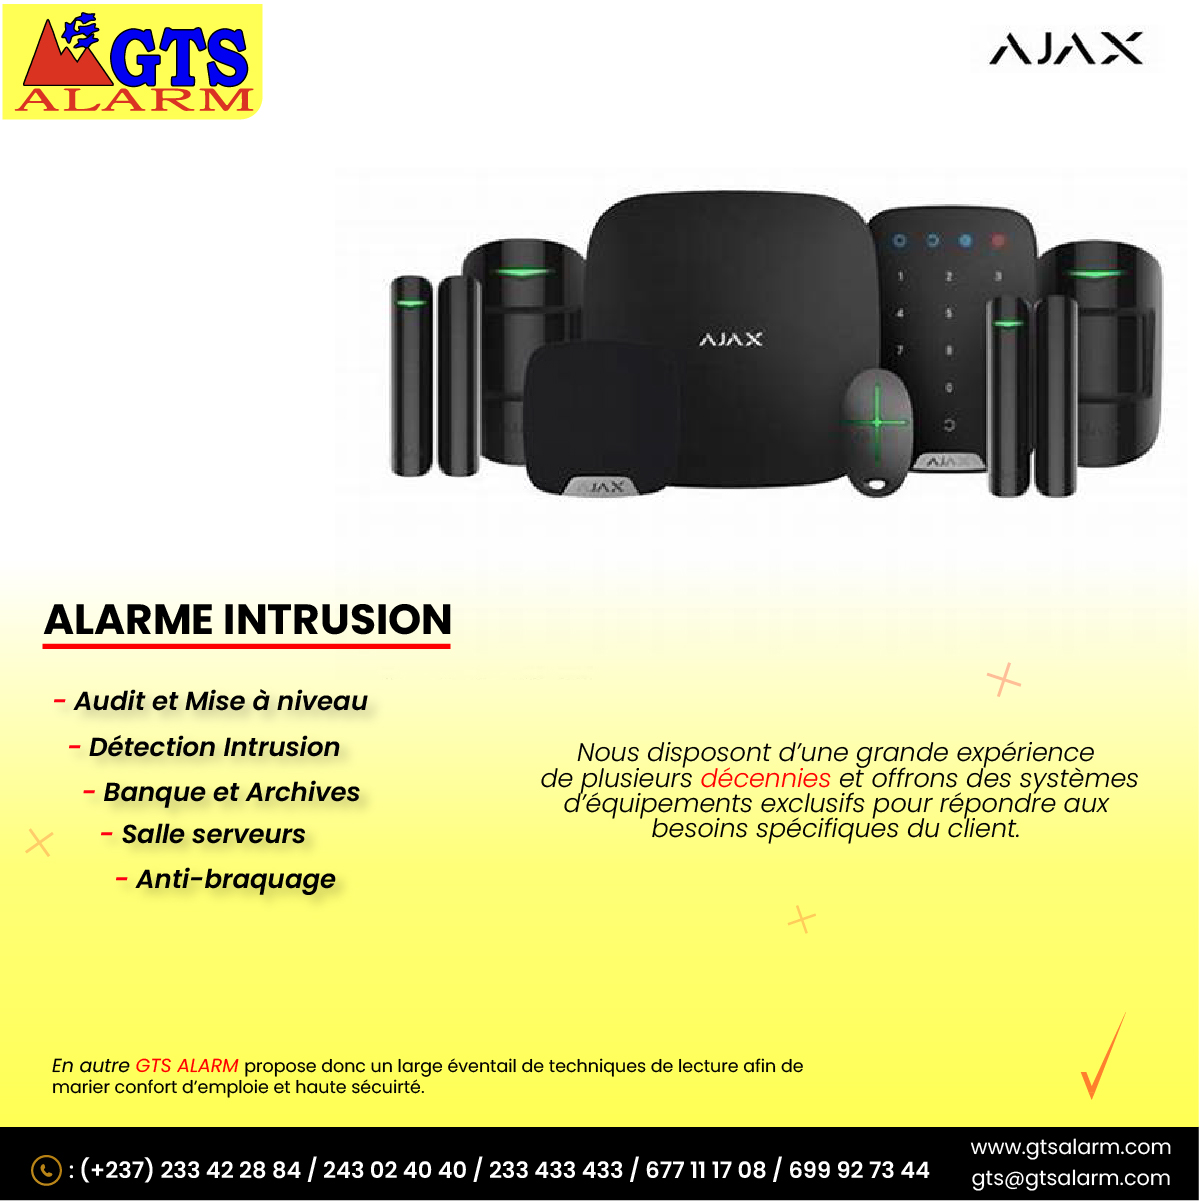 GTS
ALARM
AJAX
AJAX
1 2 3
4 5
7 8
0
AJAX
AJAX
ALARME INTRUSION
- Audit et Mise à niveau
- Détection Intrusion
- Banque et Archives
- Salle serveurs
- Anti-braquage
Nous disposont d'une grande expérience
de plusieurs décennies et offrons des systèmes
d'équipements exclusifs pour répondre aux
besoins spécifiques du client.
En autre GTS ALARM propose donc un large éventail de techniques de lecture afin de
marier confort d'emploie et haute sécuirté.
: (+237) 233 42 28 84 / 243 02 40 40 / 233 433 433 / 677 11 17 08 / 699 92 73 44
www.gtsalarm.com
gts@gtsalarm.com